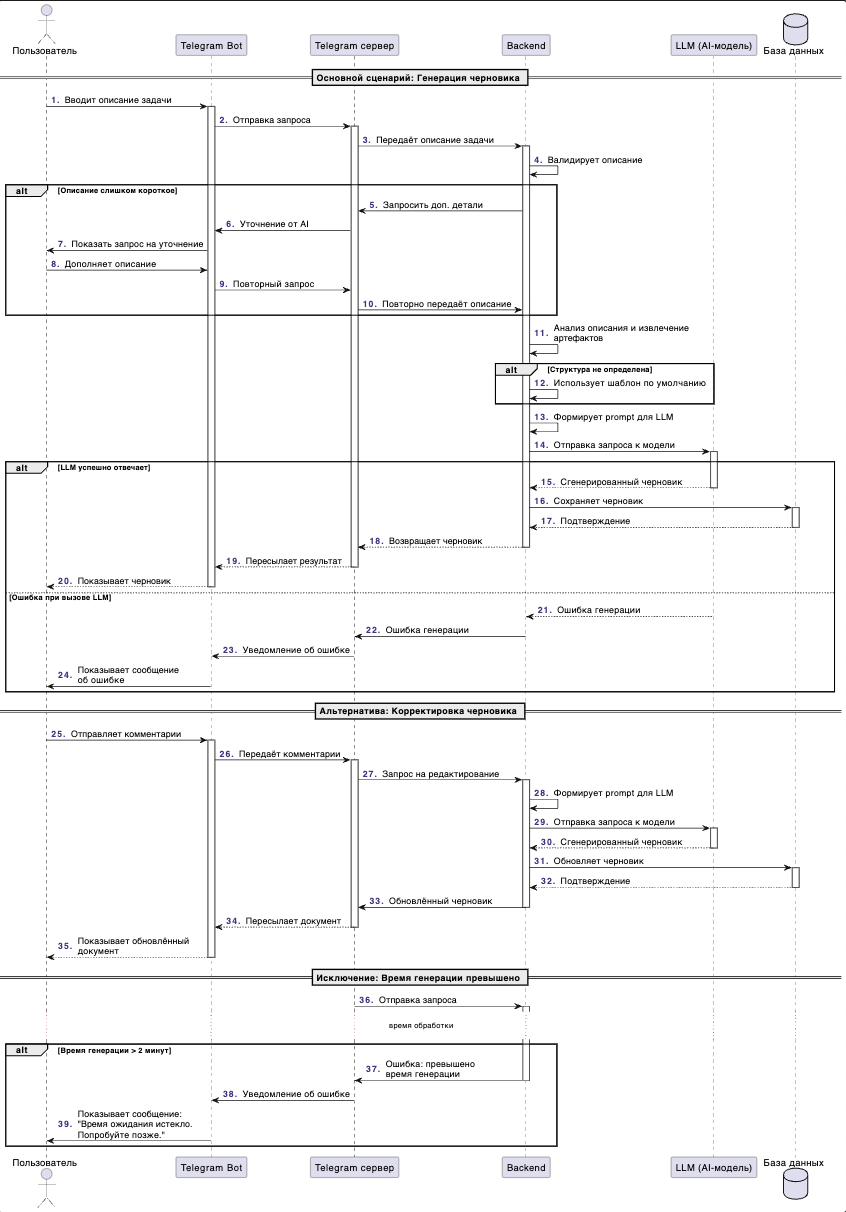 Пользователь
Telegram Bot
Telegram сервер
Backend
LLM (AI-модель)
База данных
Основной сценарий: Генерация черновика
1. Вводит описание задачи
2. Отправка запроса
3. Передаёт описание задачи
4. Валидирует описание
alt [Описание слишком короткое]
5. Запросить доп. детали
6. Уточнение от AI
7. Показать запрос на уточнение
8. Дополняет описание
9. Повторный запрос
10. Повторно передаёт описание
11. Анализ описания и извлечение
артефактов
alt [Структура не определена]
12. Использует шаблон по умолчанию
13. Формирует prompt для LLM
14. Отправка запроса к модели
alt [LLM успешно отвечает]
15. Сгенерированный черновик
16. Сохраняет черновик
17. Подтверждение
18. Возвращает черновик
19. Пересылает результат
20. Показывает черновик
[Ошибка при вызове LLM]
21. Ошибка генерации
22. Ошибка генерации
23. Уведомление об ошибке
24. Показывает сообщение
об ошибке
Альтернатива: Корректировка черновика
25. Отправляет комментарии
26. Передаёт комментарии
27. Запрос на редактирование
28. Формирует prompt для LLM
29. Отправка запроса к модели
30. Сгенерированный черновик
31. Обновляет черновик
32. Подтверждение
33. Обновлённый черновик
34. Пересылает документ
35. Показывает обновлённый
документ
Исключение: Время генерации превышено
36. Отправка запроса
время обработки
alt [Время генерации > 2 минут]
37. Ошибка: превышено
время генерации
38. Уведомление об ошибке
39. Показывает сообщение:
"Время ожидания истекло.
Попробуйте позже."
Пользователь
Telegram Bot
Telegram сервер
Backend
LLM (AI-модель)
База данных